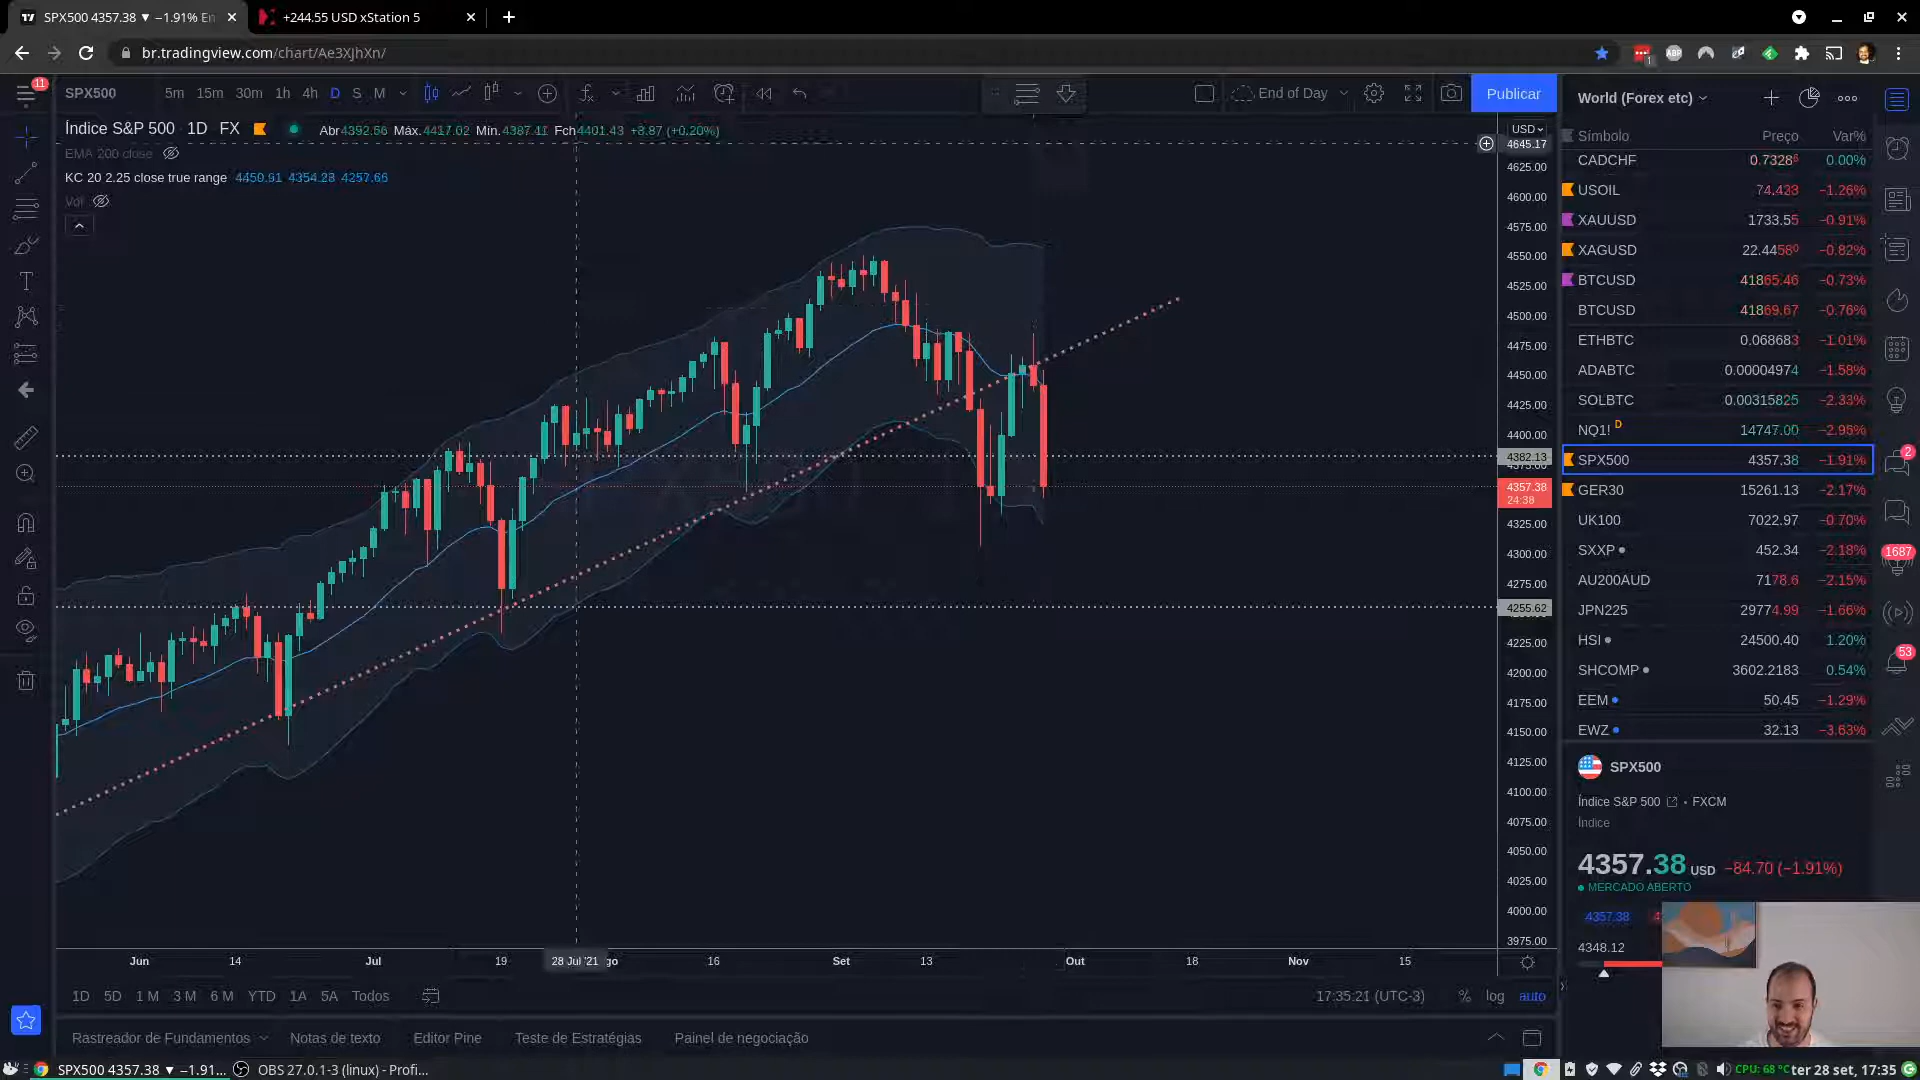 SPX500 4357.38 ▼ −1.91% En
+244.55 USD xStation 5
br.tradingview.com/chart/Ae3XJhXn/
11
SPX500
5m 15m 30m 1h 4h D S M
End of Day
Publicar
Índice S&P 500 1D FX Abr4392.56 Máx.4417.02 Mín.4387.11 Fch4401.43 +8.87 (+0.20%)
EMA 200 close
KC 20 2.25 close true range 4450.91 4354.28 4257.66
Vol
USD
4645.17
4625.00
4600.00
4575.00
4550.00
4525.00
4500.00
4475.00
4450.00
4425.00
4400.00
4382.13
4375.00
4357.38
24:38
4325.00
4300.00
4275.00
4255.62
4225.00
4200.00
4175.00
4150.00
4125.00
4100.00
4075.00
4050.00
4025.00
4000.00
3975.00
Jun 14 Jul 19 28 Jul '21 go 16 Set 13 Out 18 Nov 15
1D 5D 1 M 3 M 6 M YTD 1A 5A Todos
17:35:21 (UTC-3) % log auto
Rastreador de Fundamentos Notas de texto Editor Pine Teste de Estratégias Painel de negociação
World (Forex etc)
Símbolo Preço Var%
CADCHF 0.7328⁶ 0.00%
USOIL 74.433 −1.26%
XAUUSD 1733.55 −0.91%
XAGUSD 22.4458⁰ −0.82%
BTCUSD 41865.46 −0.73%
BTCUSD 41869.67 −0.76%
ETHBTC 0.068683 −1.01%
ADABTC 0.00004974 −1.58%
SOLBTC 0.00315825 −2.33%
NQ1! D 14747.00 −2.95%
SPX500 4357.38 −1.91%
GER30 15261.13 −2.17%
UK100 7022.97 −0.70%
SXXP 452.34 −2.18%
AU200AUD 7178.6 −2.15%
JPN225 29774.99 −1.66%
HSI 24500.40 1.20%
SHCOMP 3602.2183 0.54%
EEM 50.45 −1.29%
EWZ 32.13 −3.63%
SPX500
Índice S&P 500 • FXCM
Índice
4357.38 USD −84.70 (−1.91%)
MERCADO ABERTO
4357.38
4348.12
2
1687
53
SPX500 4357.38 ▼ −1.91...
OBS 27.0.1-3 (linux) - Profi...
CPU: 68 °C ter 28 set, 17:35